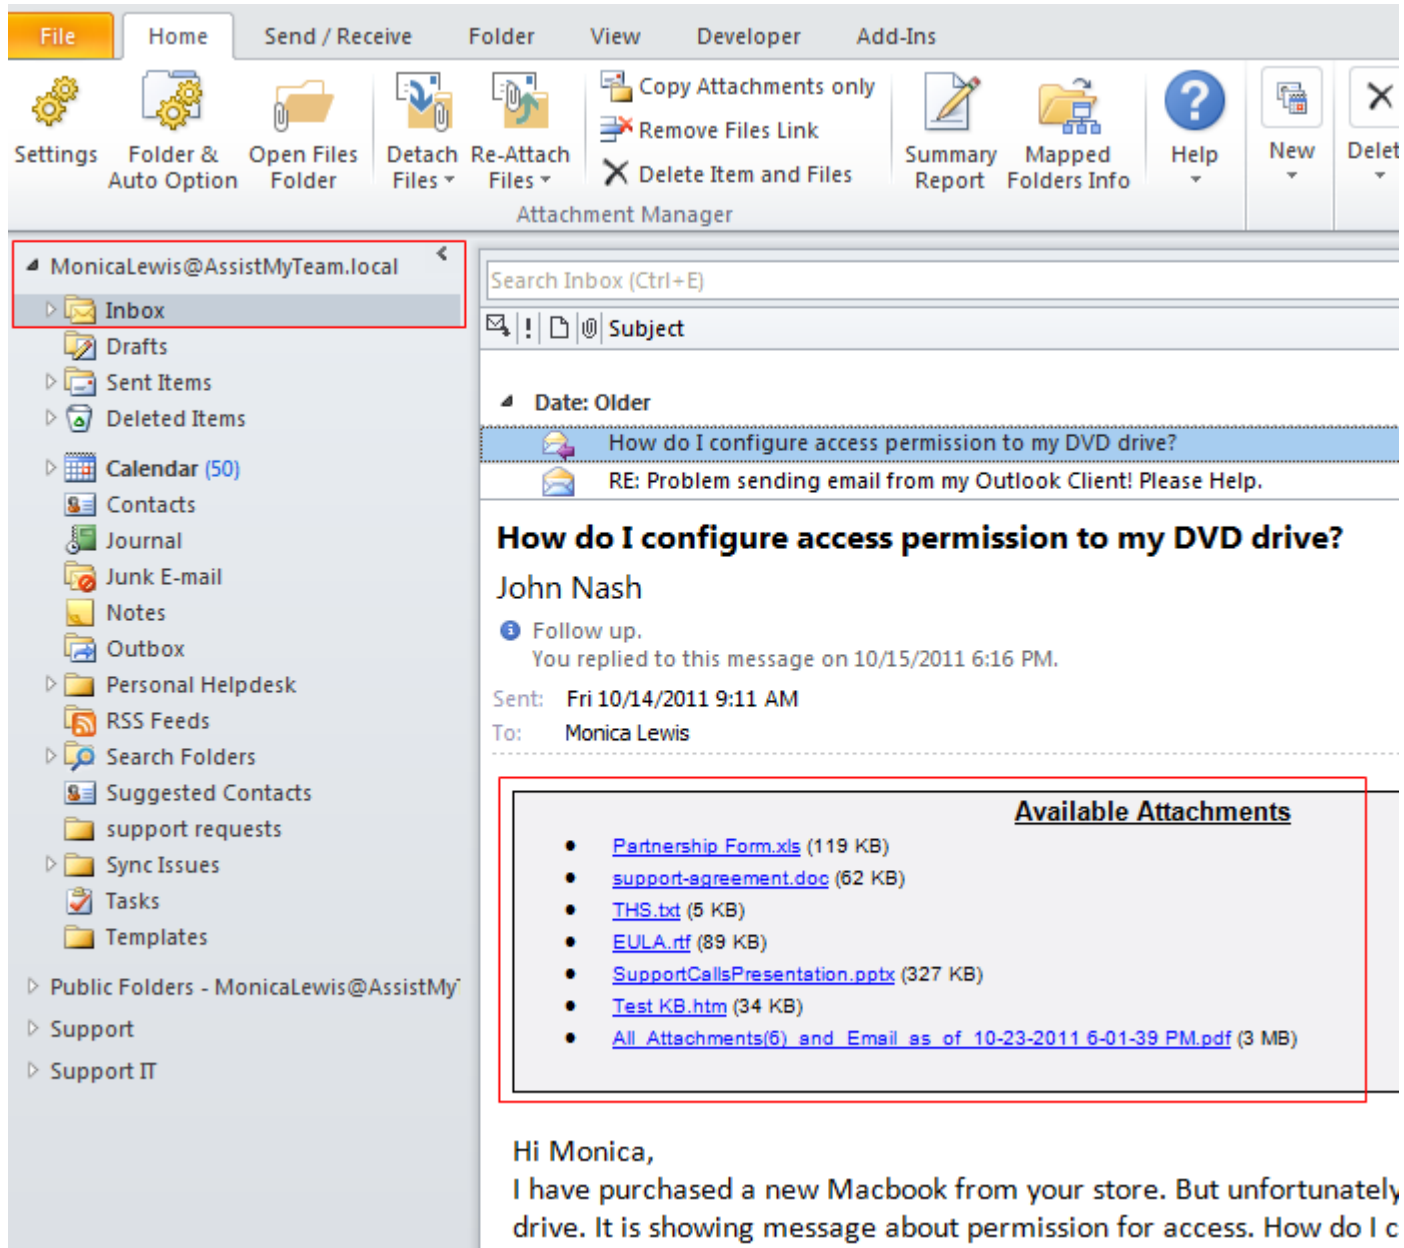 File Home Send / Receive Folder View Developer Add-Ins
Settings
Folder &
Auto Option
Open Files
Folder
Detach
Files
Re-Attach
Files
Copy Attachments only
Remove Files Link
Delete Item and Files
Summary
Report
Mapped
Folders Info
Help
New
Delet
Attachment Manager
MonicaLewis@AssistMyTeam.local
Inbox
Drafts
Sent Items
Deleted Items
Calendar (50)
Contacts
Journal
Junk E-mail
Notes
Outbox
Personal Helpdesk
RSS Feeds
Search Folders
Suggested Contacts
support requests
Sync Issues
Tasks
Templates
Public Folders - MonicaLewis@AssistMy
Support
Support IT
Search Inbox (Ctrl+E)
! Subject
Date: Older
How do I configure access permission to my DVD drive?
RE: Problem sending email from my Outlook Client! Please Help.
How do I configure access permission to my DVD drive?
John Nash
Follow up.
You replied to this message on 10/15/2011 6:16 PM.
Sent: Fri 10/14/2011 9:11 AM
To: Monica Lewis
Available Attachments
• Partnership Form.xls (119 KB)
• support-agreement.doc (62 KB)
• THS.txt (5 KB)
• EULA.rtf (89 KB)
• SupportCallsPresentation.pptx (327 KB)
• Test KB.htm (34 KB)
• All_Attachments(6)_and_Email_as_of_10-23-2011 6-01-39 PM.pdf (3 MB)
Hi Monica,
I have purchased a new Macbook from your store. But unfortunately
drive. It is showing message about permission for access. How do I c